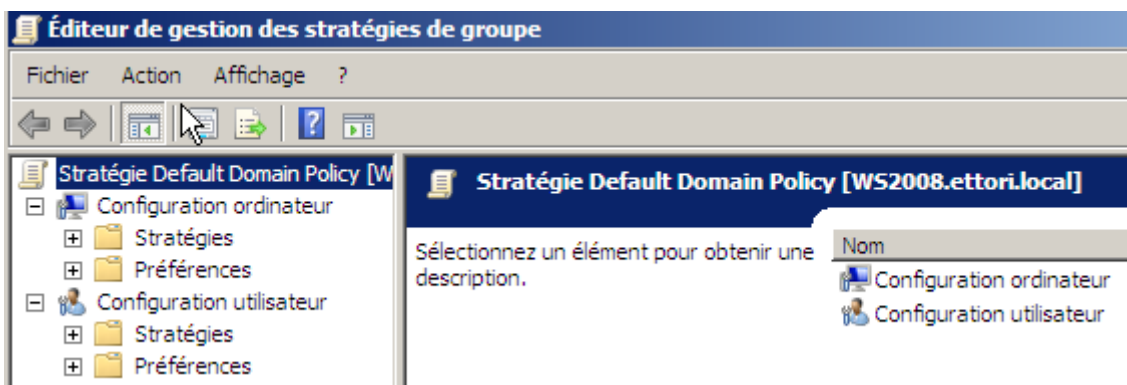 Éditeur de gestion des stratégies de groupe
Fichier Action Affichage ?
Stratégie Default Domain Policy [W
Configuration ordinateur
Stratégies
Préférences
Configuration utilisateur
Stratégies
Préférences
Stratégie Default Domain Policy [WS2008.ettori.local]
Sélectionnez un élément pour obtenir une
description.
Nom
Configuration ordinateur
Configuration utilisateur